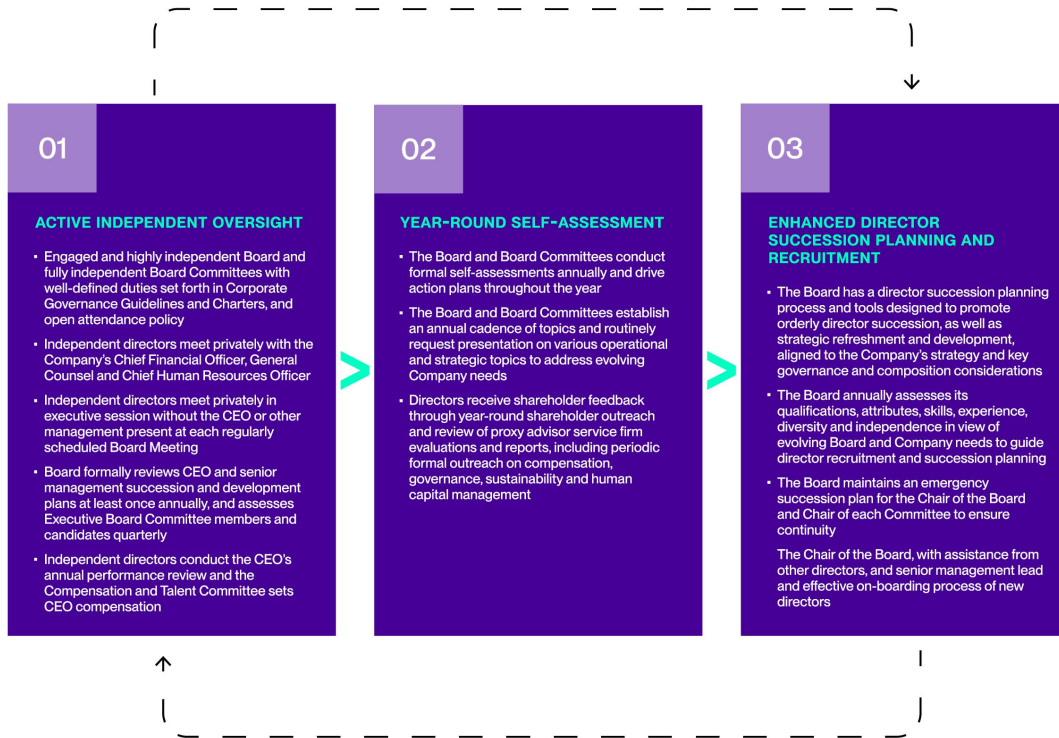 01
ACTIVE INDEPENDENT OVERSIGHT
▪ Engaged and highly independent Board and
fully independent Board Committees with
well-defined duties set forth in Corporate
Governance Guidelines and Charters, and
open attendance policy
▪ Independent directors meet privately with the
Company's Chief Financial Officer, General
Counsel and Chief Human Resources Officer
▪ Independent directors meet privately in
executive session without the CEO or other
management present at each regularly
scheduled Board Meeting
▪ Board formally reviews CEO and senior
management succession and development
plans at least once annually, and assesses
Executive Board Committee members and
candidates quarterly
▪ Independent directors conduct the CEO's
annual performance review and the
Compensation and Talent Committee sets
CEO compensation
>
02
YEAR-ROUND SELF-ASSESSMENT
▪ The Board and Board Committees conduct
formal self-assessments annually and drive
action plans throughout the year
▪ The Board and Board Committees establish
an annual cadence of topics and routinely
request presentation on various operational
and strategic topics to address evolving
Company needs
▪ Directors receive shareholder feedback
through year-round shareholder outreach
and review of proxy advisor service firm
evaluations and reports, including periodic
formal outreach on compensation,
governance, sustainability and human
capital management
>
03
ENHANCED DIRECTOR
SUCCESSION PLANNING AND
RECRUITMENT
▪ The Board has a director succession planning
process and tools designed to promote
orderly director succession, as well as
strategic refreshment and development,
aligned to the Company's strategy and key
governance and composition considerations
▪ The Board annually assesses its
qualifications, attributes, skills, experience,
diversity and independence in view of
evolving Board and Company needs to guide
director recruitment and succession planning
▪ The Board maintains an emergency
succession plan for the Chair of the Board
and Chair of each Committee to ensure
continuity
The Chair of the Board, with assistance from
other directors, and senior management lead
and effective on-boarding process of new
directors